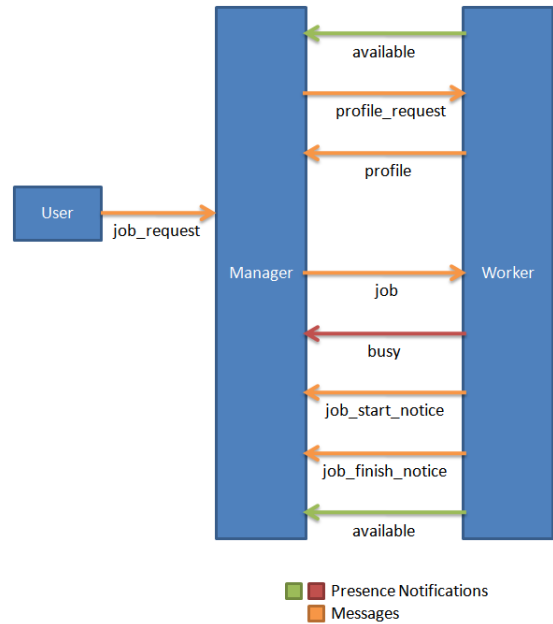 available
profile_request
profile
User
job_request
Manager
Worker
job
busy
job_start_notice
job_finish_notice
available
Presence Notifications
Messages